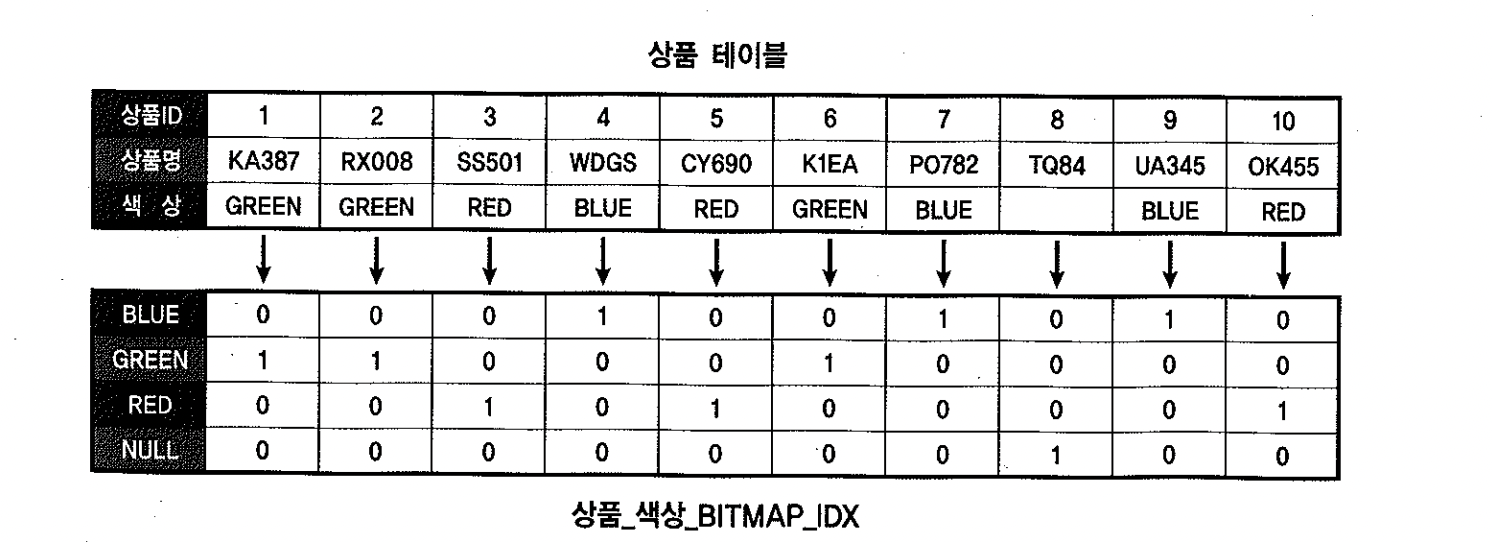 상품 테이블
상품ID 1 2 3 4 5 6 7 8 9 10
상품명 KA387 RX008 SS501 WDGS CY690 K1EA PO782 TQ84 UA345 OK455
색 상 GREEN GREEN RED BLUE RED GREEN BLUE BLUE RED
BLUE 0 0 0 1 0 0 1 0 1 0
GREEN 1 1 0 0 0 1 0 0 0 0
RED 0 0 1 0 1 0 0 0 0 1
NULL 0 0 0 0 0 0 0 1 0 0
상품_색상_BITMAP_IDX